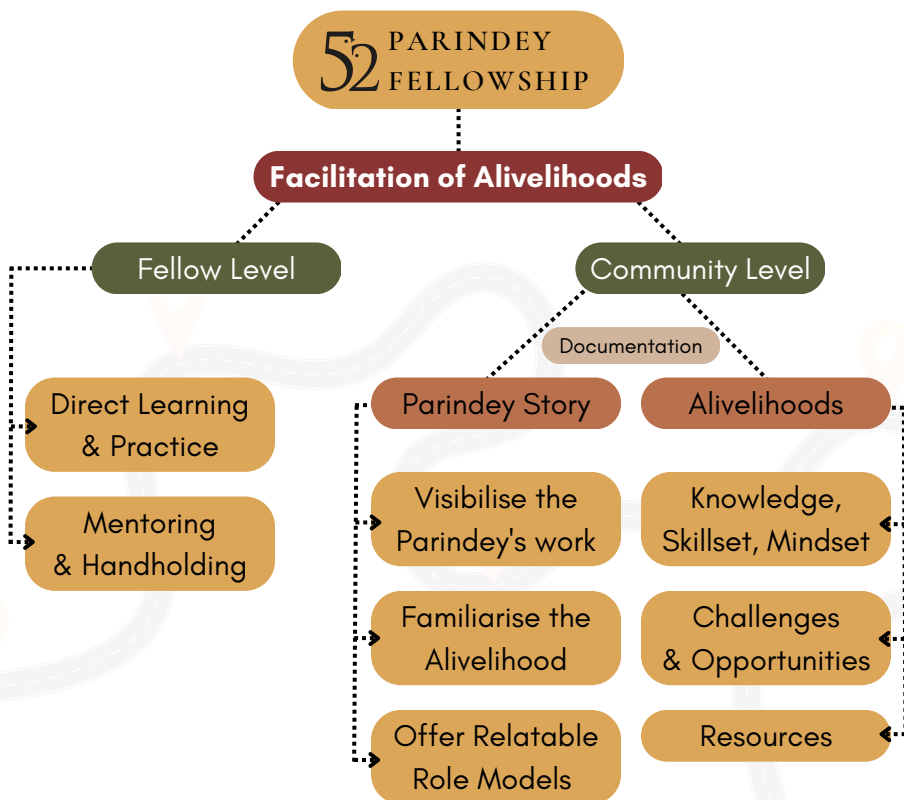 52 PARINDEY
FELLOWSHIP
Facilitation of Alivelihoods
Fellow Level
Community Level
Documentation
Direct Learning
& Practice
Mentoring
& Handholding
Parindey Story
Visibilise the
Parindey's work
Familiarise the
Alivelihood
Offer Relatable
Role Models
Alivelihoods
Knowledge,
Skillset, Mindset
Challenges
& Opportunities
Resources